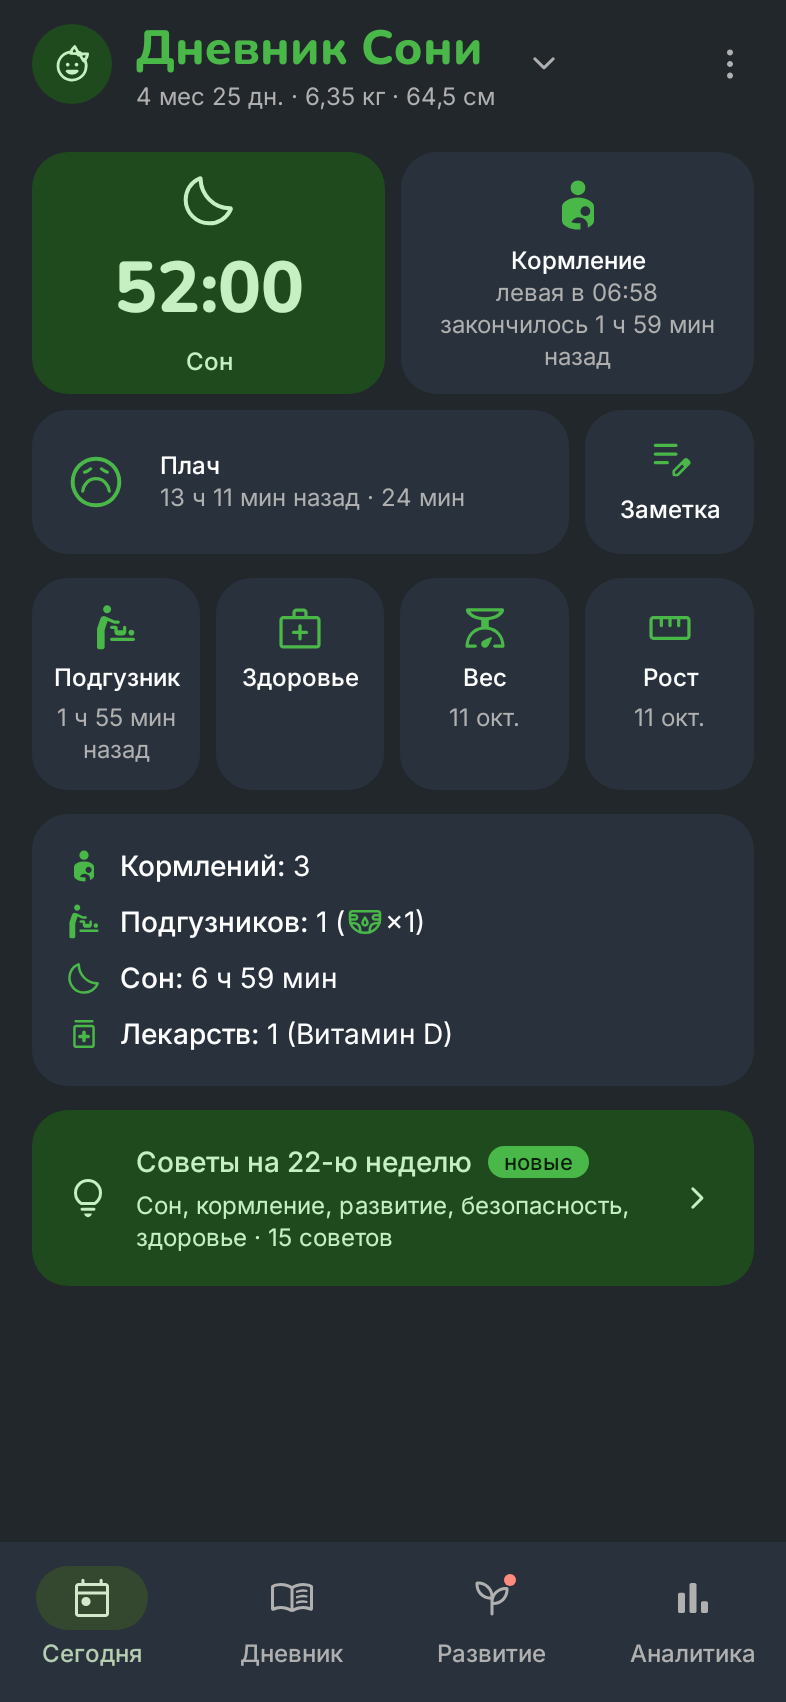 Дневник Сони
4 мес 25 дн. · 6,35 кг · 64,5 см
52:00
Сон
Кормление
левая в 06:58
закончилось 1 ч 59 мин
назад
Плач
13 ч 11 мин назад · 24 мин
Заметка
Подгузник
1 ч 55 мин
назад
Здоровье
Вес
11 окт.
Рост
11 окт.
Кормлений: 3
Подгузников: 1 (×1)
Сон: 6 ч 59 мин
Лекарств: 1 (Витамин D)
Советы на 22-ю неделю новые
Сон, кормление, развитие, безопасность,
здоровье · 15 советов
Сегодня
Дневник
Развитие
Аналитика